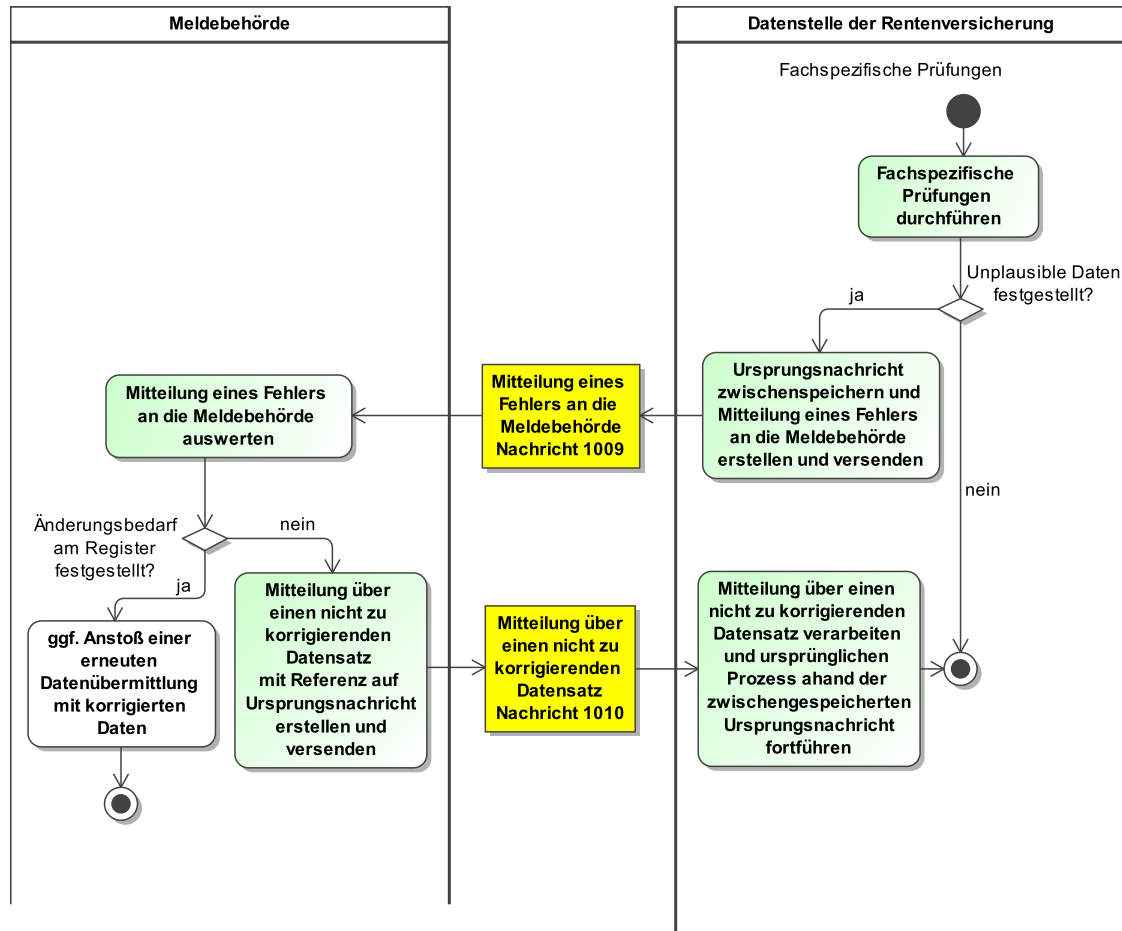 Meldebehörde
Datenstelle der Rentenversicherung
Fachspezifische Prüfungen
Fachspezifische
Prüfungen
durchführen
Unplausible Daten
festgestellt?
ja
nein
Ursprungsnachricht
zwischenspeichern und
Mitteilung eines Fehlers
an die Meldebehörde
erstellen und versenden
Mitteilung eines
Fehlers an die
Meldebehörde
Nachricht 1009
Mitteilung eines Fehlers
an die Meldebehörde
auswerten
Änderungsbedarf
am Register
festgestellt?
nein
ja
ggf. Anstoß einer
erneuten
Datenübermittlung
mit korrigierten
Daten
Mitteilung über
einen nicht zu
korrigierenden
Datensatz
mit Referenz auf
Ursprungsnachricht
erstellen und
versenden
Mitteilung über
einen nicht zu
korrigierenden
Datensatz
Nachricht 1010
Mitteilung über einen
nicht zu korrigierenden
Datensatz verarbeiten
und ursprünglichen
Prozess ahand der
zwischengespeicherten
Ursprungsnachricht
fortführen